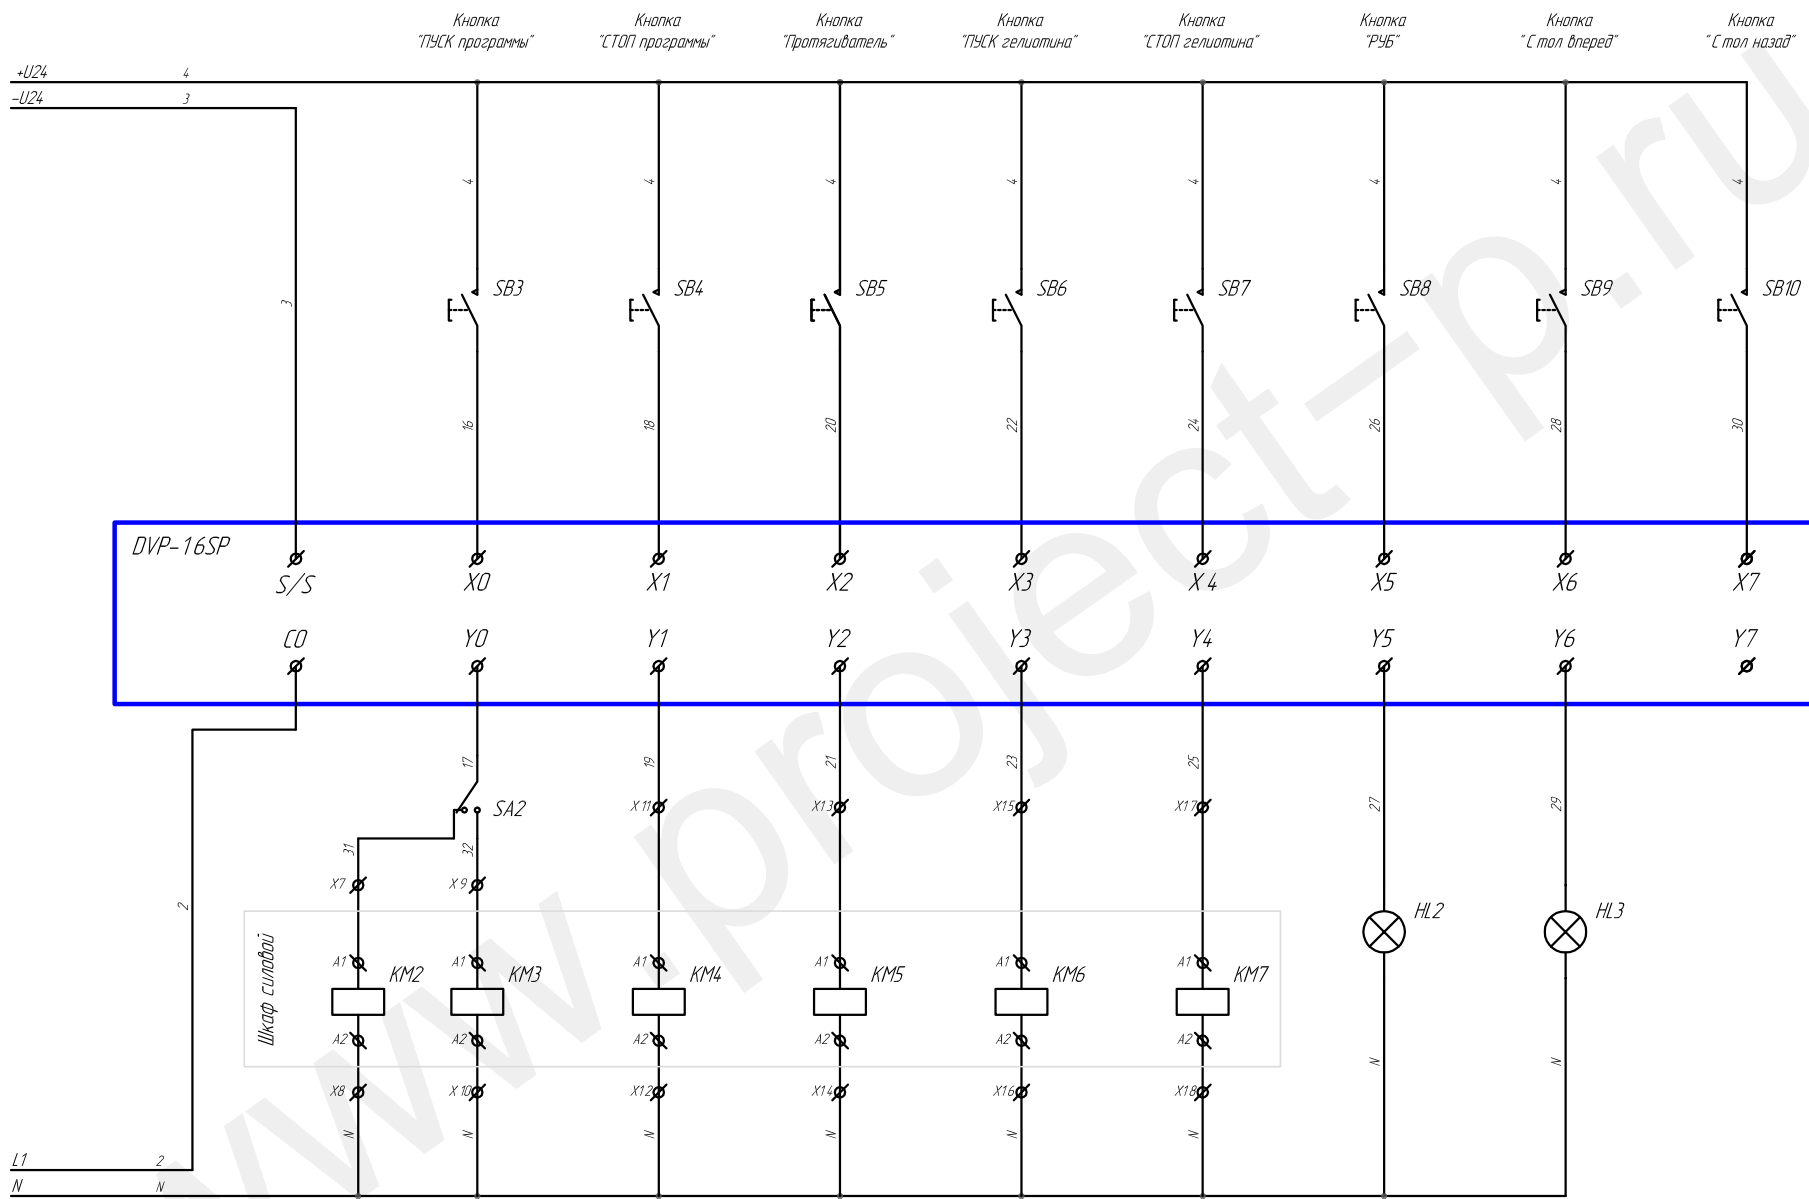 Кнопка
"ПУСК программы"
Кнопка
"СТОП программы"
Кнопка
"Протягиватель"
Кнопка
"ПУСК гелиотина"
Кнопка
"СТОП гелиотина"
Кнопка
"РУБ"
Кнопка
"Стол вперед"
Кнопка
"Стол назад"
+U24 4
-U24 3
4 4 4 4 4 4 4 4
3
SB3 SB4 SB5 SB6 SB7 SB8 SB9 SB10
16 18 20 22 24 26 28 30
DVP-16SP
S/S X0 X1 X2 X3 X4 X5 X6 X7
C0 Y0 Y1 Y2 Y3 Y4 Y5 Y6 Y7
17 19 21 23 25 27 29
SA2 X11 X13 X15 X17
31 32
X7 X9
2
Шкаф силовой
HL2 HL3
A1 A1 A1 A1 A1 A1
KM2 KM3 KM4 KM5 KM6 KM7
A2 A2 A2 A2 A2 A2
X8 X10 X12 X14 X16 X18
N N N N N N N N
L1 2
N N
www.project-p.ru